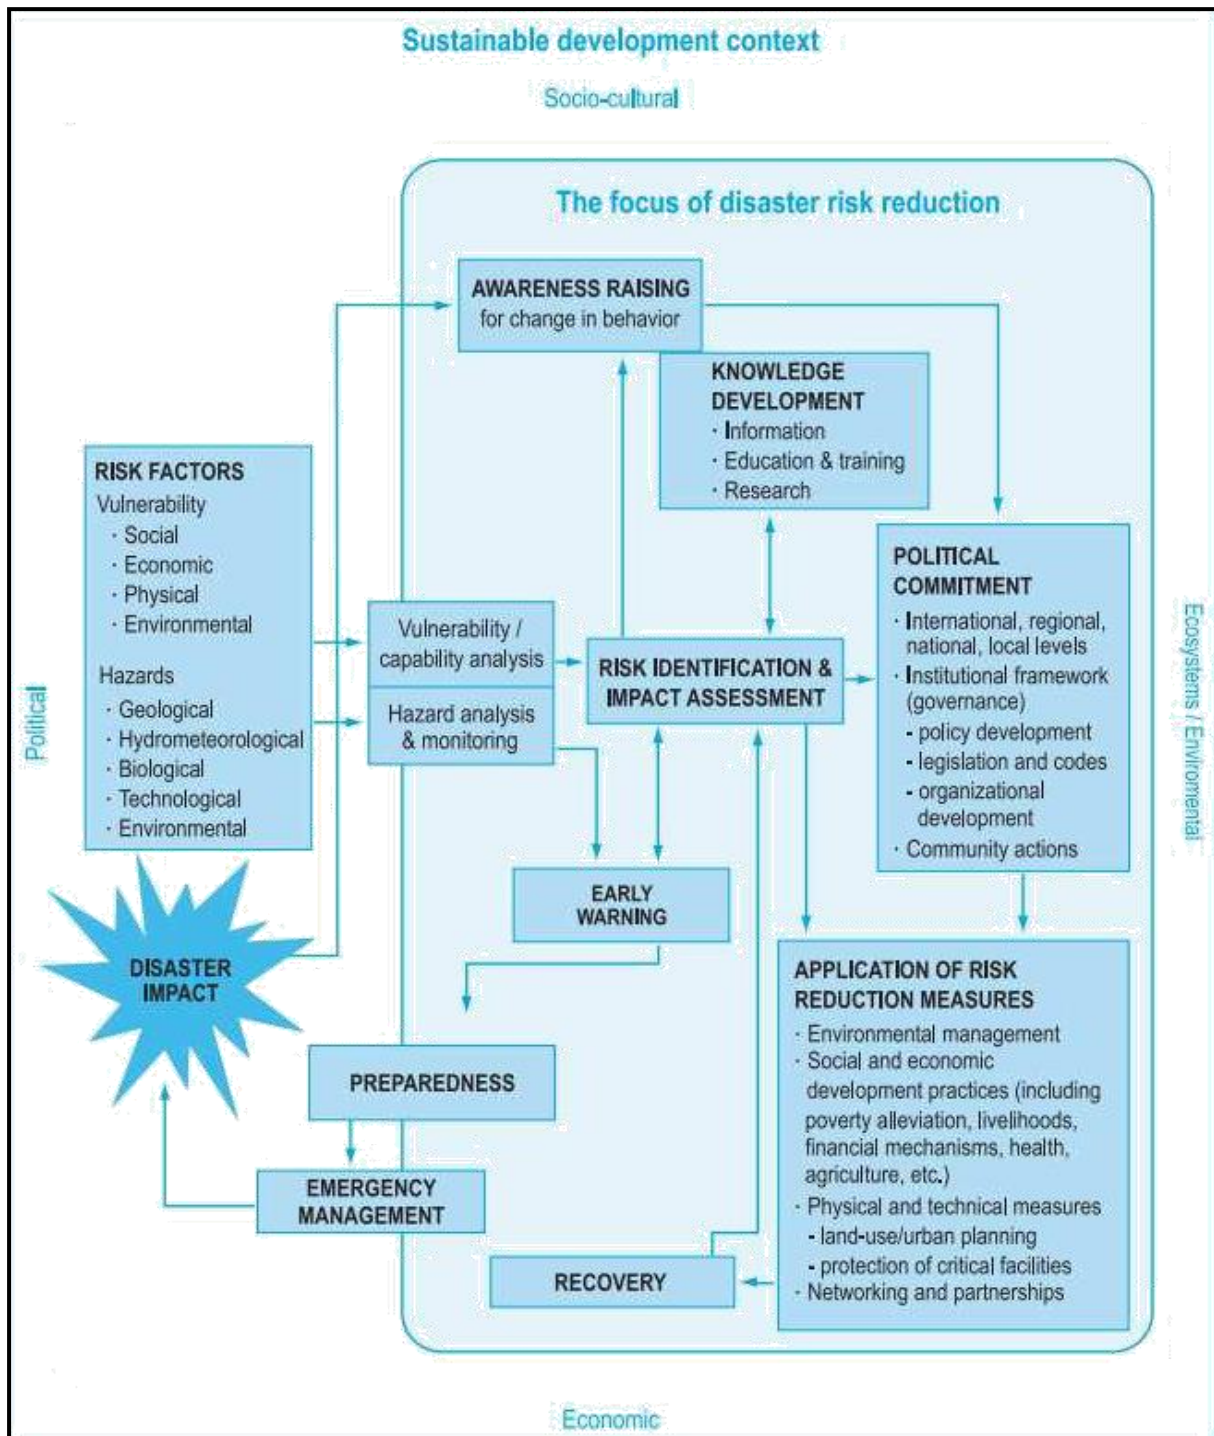 Sustainable development context
Socio-cultural
The focus of disaster risk reduction
AWARENESS RAISING
for change in behavior
KNOWLEDGE
DEVELOPMENT
· Information
· Education & training
· Research
RISK FACTORS
Vulnerability
· Social
· Economic
· Physical
· Environmental
Hazards
· Geological
· Hydrometeorological
· Biological
· Technological
· Environmental
Vulnerability /
capability analysis
Hazard analysis
& monitoring
RISK IDENTIFICATION &
IMPACT ASSESSMENT
POLITICAL
COMMITMENT
· International, regional,
national, local levels
· Institutional framework
(governance)
- policy development
- legislation and codes
- organizational
development
· Community actions
Political
Ecosystems / Enviromental
EARLY
WARNING
DISASTER
IMPACT
APPLICATION OF RISK
REDUCTION MEASURES
· Environmental management
· Social and economic
development practices (including
poverty alleviation, livelihoods,
financial mechanisms, health,
agriculture, etc.)
· Physical and technical measures
- land-use/urban planning
- protection of critical facilities
· Networking and partnerships
PREPAREDNESS
EMERGENCY
MANAGEMENT
RECOVERY
Economic